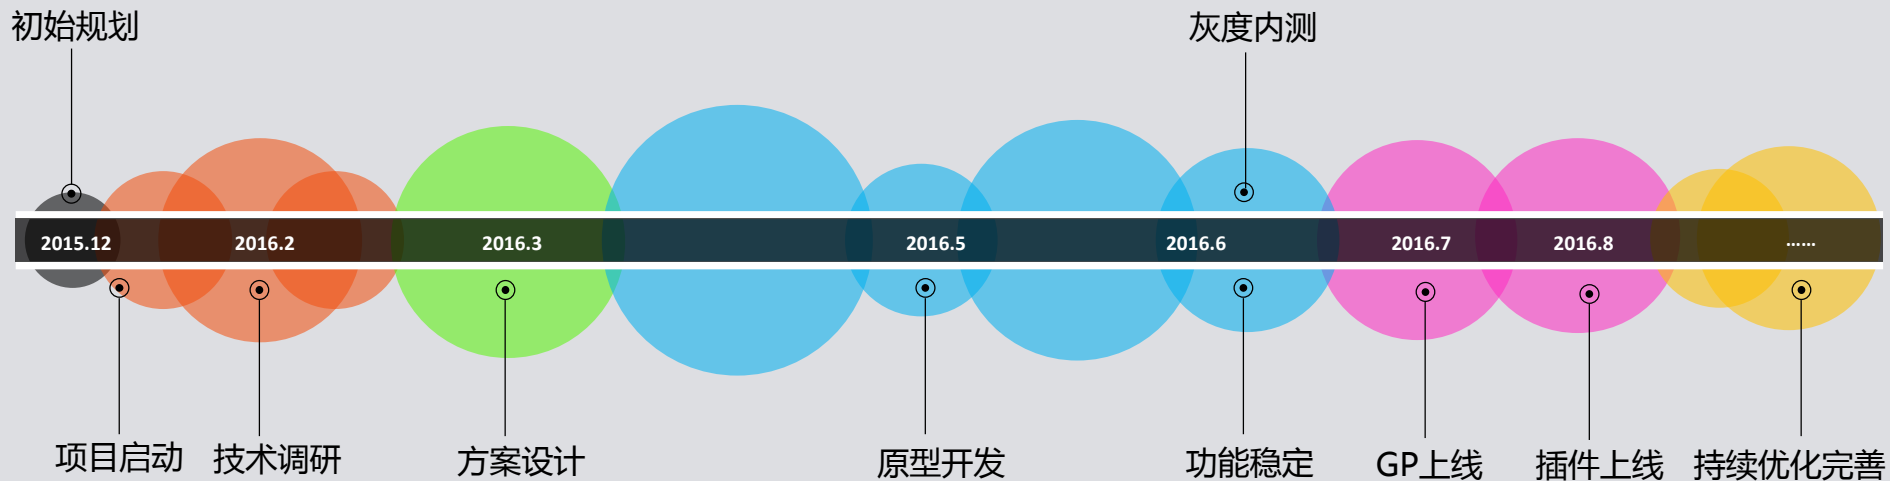 初始规划
灰度内测
2015.12
2016.2
2016.3
2016.5
2016.6
2016.7
2016.8
......
项目启动
技术调研
方案设计
原型开发
功能稳定
GP上线
插件上线
持续优化完善